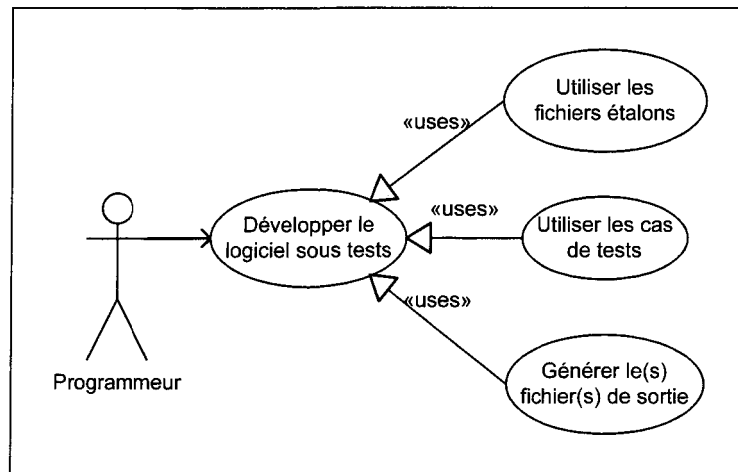 Utiliser les
fichiers étalons
«uses»
Développer le
logiciel sous tests
«uses»
Utiliser les cas
de tests
«uses»
Générer le(s)
fichier(s) de sortie
Programmeur